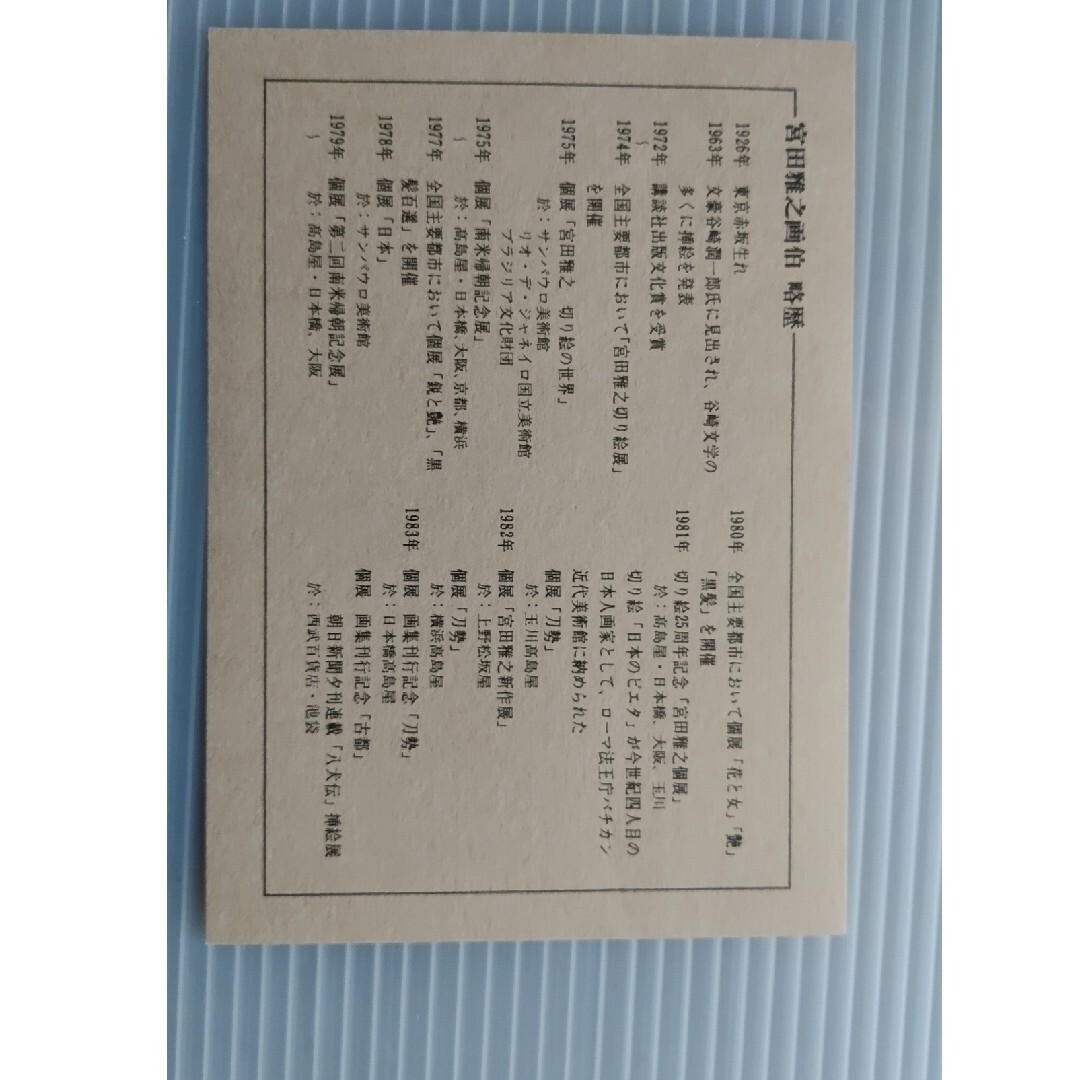 宮田雅之画伯 略歴
1926年 東京赤坂生れ
1963年 文豪谷崎潤一郎氏に見出され、谷崎文学の
多くに挿絵を発表
1972年 講談社出版文化賞を受賞
〜
1974年 全国主要都市において「宮田雅之切り絵展」
を開催
1975年 個展「宮田雅之 切り絵の世界」
於：サンパウロ美術館
リオ・デ・ジャネイロ国立美術館
ブラジリア文化財団
1975年 個展「南米帰朝記念展」
〜 於：髙島屋・日本橋、大阪、京都、横浜
1977年 全国主要都市において個展「鋭と艶」、「黒
髪百選」を開催
1978年 個展「日本」
於：サンパウロ美術館
1979年 個展「第二回南米帰朝記念展」
〜 於：髙島屋・日本橋、大阪
1980年 全国主要都市において個展「花と女」「艶」
「黒髪」を開催
1981年 切り絵25周年記念「宮田雅之個展」
於：髙島屋・日本橋、大阪、玉川
切り絵「日本のピエタ」が今世紀四人目の
日本人画家として、ローマ法王庁バチカン
近代美術館に納められた
個展「刀勢」
於：玉川髙島屋
1982年 個展「宮田雅之新作展」
於：上野松坂屋
個展「刀勢」
於：横浜髙島屋
1983年 個展 画集刊行記念「刀勢」
於：日本橋髙島屋
個展 画集刊行記念「古都」
朝日新聞夕刊連載「八犬伝」挿絵展
於：西武百貨店・池袋